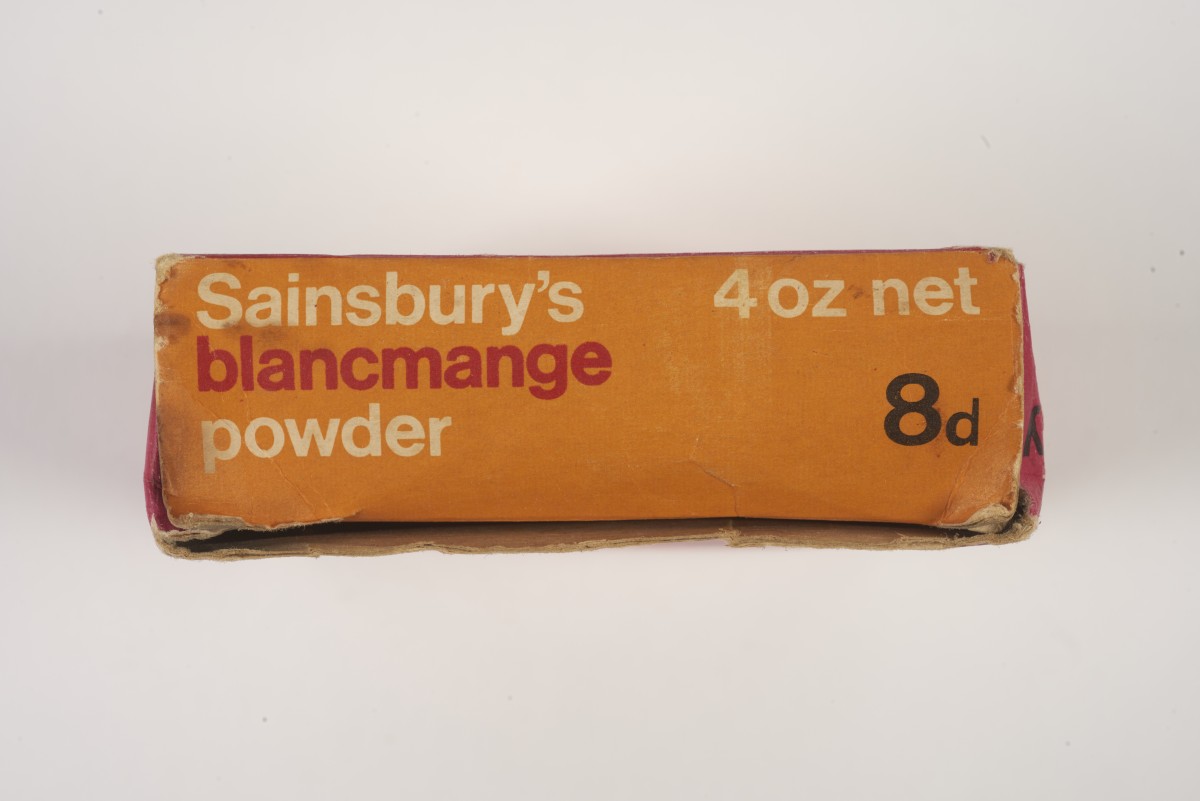 Sainsbury's 4 oz net
blancmange
powder 8d